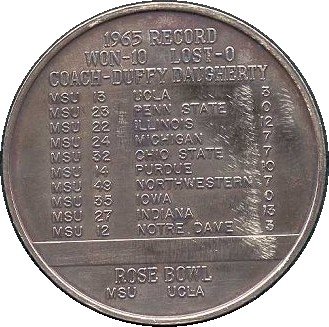 1965 RECORD
WON-10 LOST-0
COACH-DUFFY DAUGHERTY
MSU 13 UCLA 3
MSU 23 PENN STATE 0
MSU 22 ILLINOIS 12
MSU 24 MICHIGAN 7
MSU 32 OHIO STATE 7
MSU 14 PURDUE 10
MSU 49 NORTHWESTERN 7
MSU 35 IOWA 0
MSU 27 INDIANA 13
MSU 12 NOTRE DAME 3
ROSE BOWL
MSU UCLA